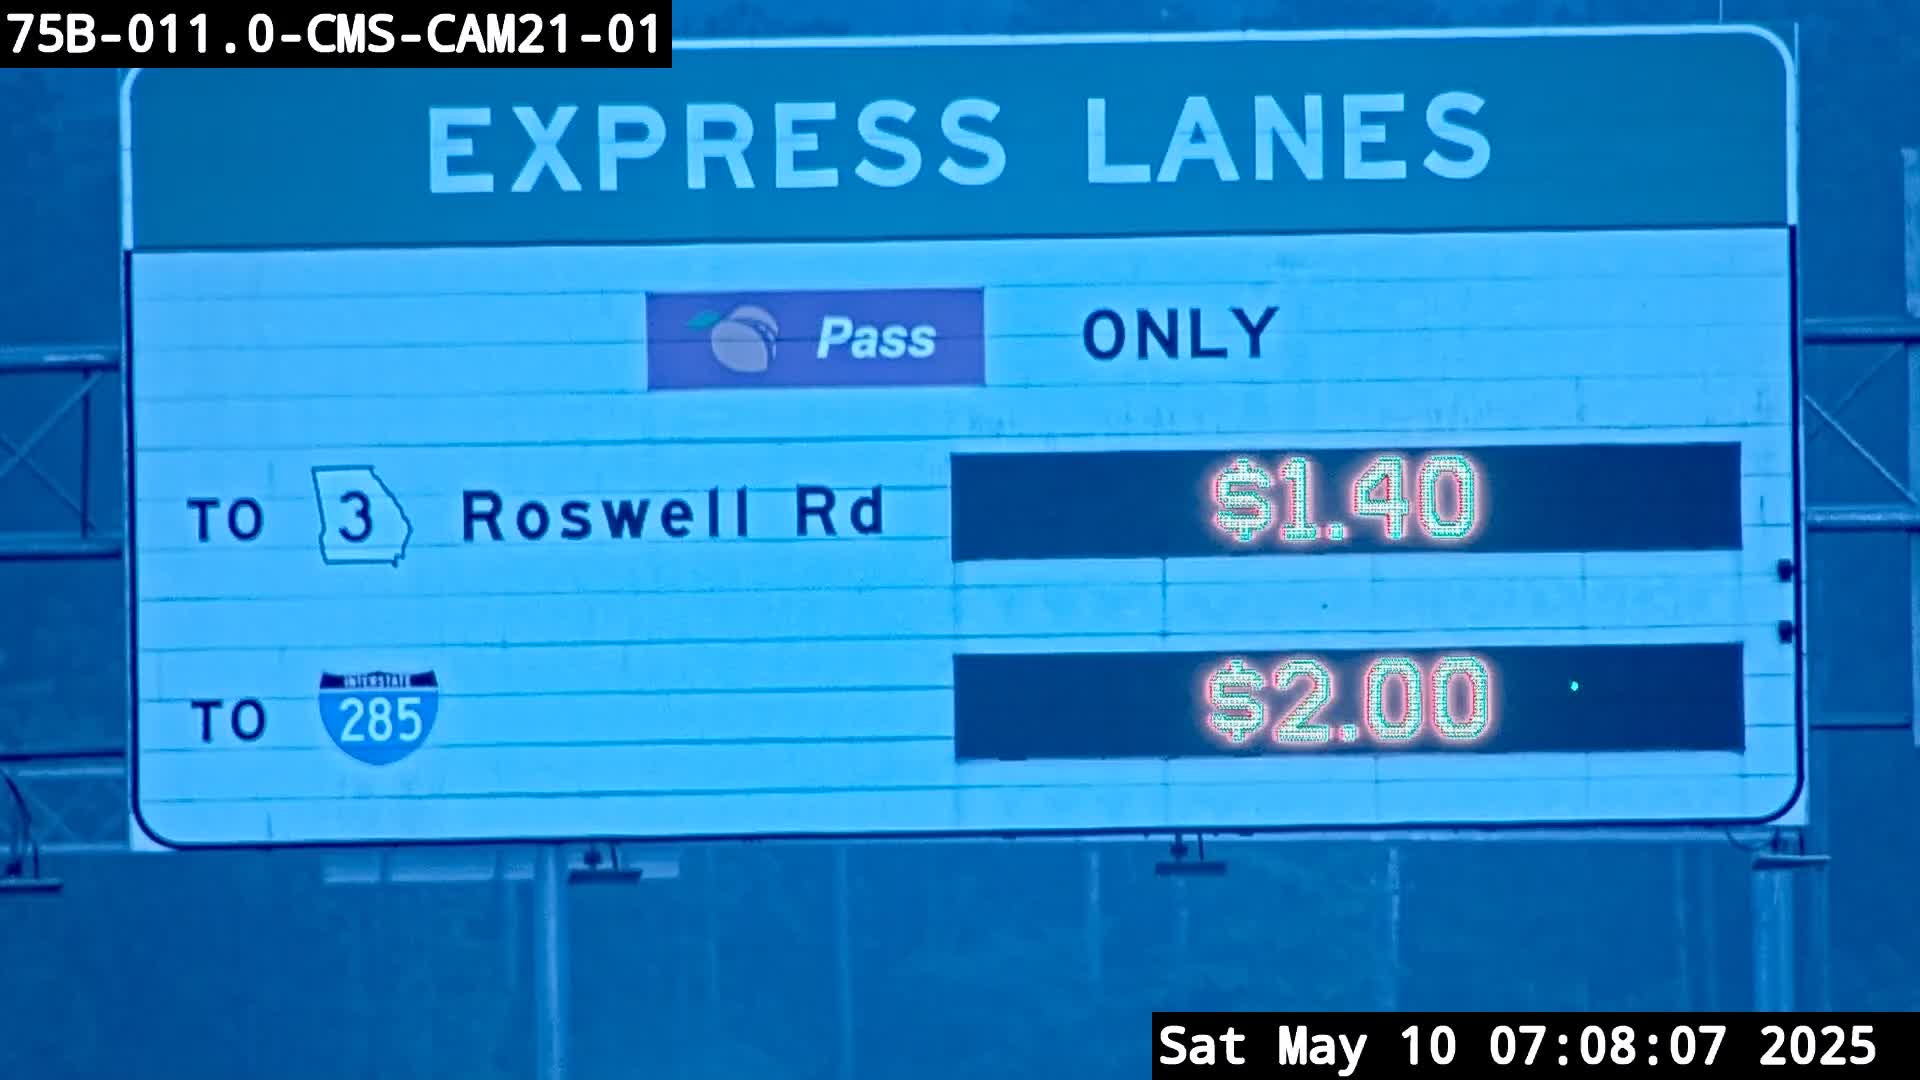 75B-011.0-CMS-CAM21-01
EXPRESS LANES
Pass ONLY
TO 3 Roswell Rd $1.40
TO INTERSTATE 285 $2.00
Sat May 10 07:08:07 2025